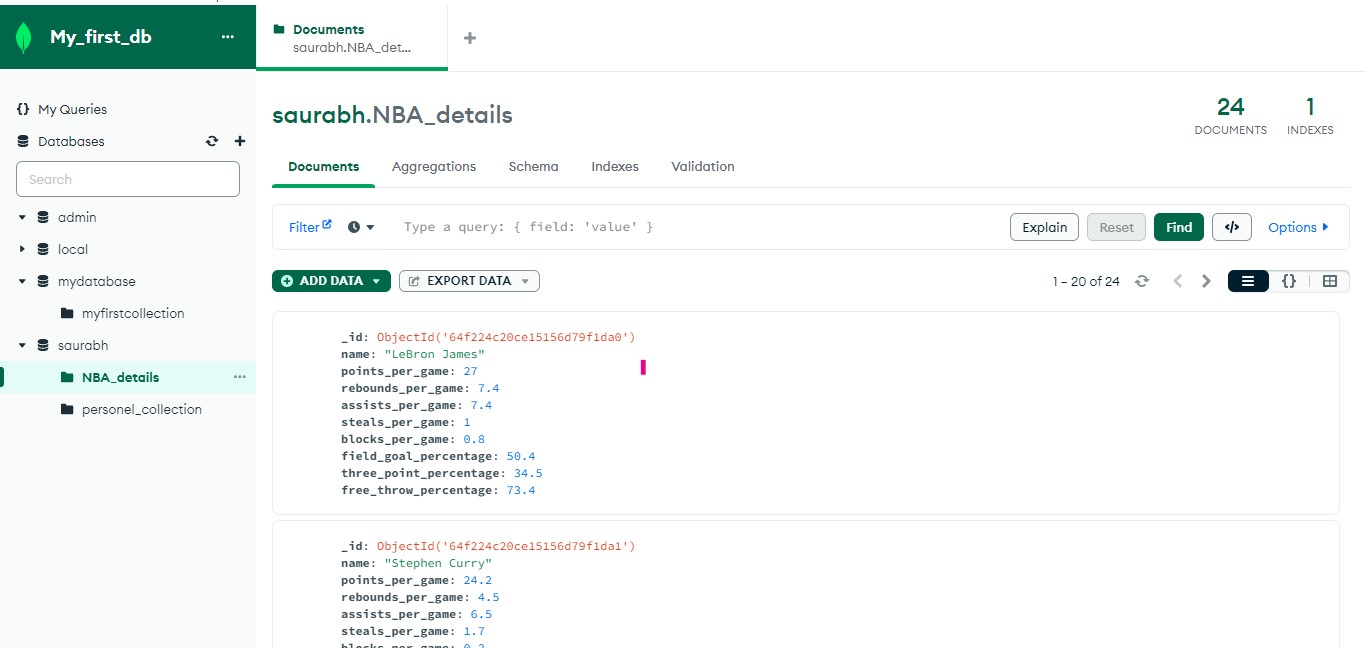 My_first_db
Documents
saurabh.NBA_det...
My Queries
Databases
Search
admin
local
mydatabase
myfirstcollection
saurabh
NBA_details
personel_collection
saurabh.NBA_details
24
DOCUMENTS
1
INDEXES
Documents Aggregations Schema Indexes Validation
Filter Type a query: { field: 'value' } Explain Reset Find </> Options
ADD DATA EXPORT DATA 1 – 20 of 24 {}
_id: ObjectId('64f224c20ce15156d79f1da0')
name: "LeBron James"
points_per_game: 27
rebounds_per_game: 7.4
assists_per_game: 7.4
steals_per_game: 1
blocks_per_game: 0.8
field_goal_percentage: 50.4
three_point_percentage: 34.5
free_throw_percentage: 73.4
_id: ObjectId('64f224c20ce15156d79f1da1')
name: "Stephen Curry"
points_per_game: 24.2
rebounds_per_game: 4.5
assists_per_game: 6.5
steals_per_game: 1.7